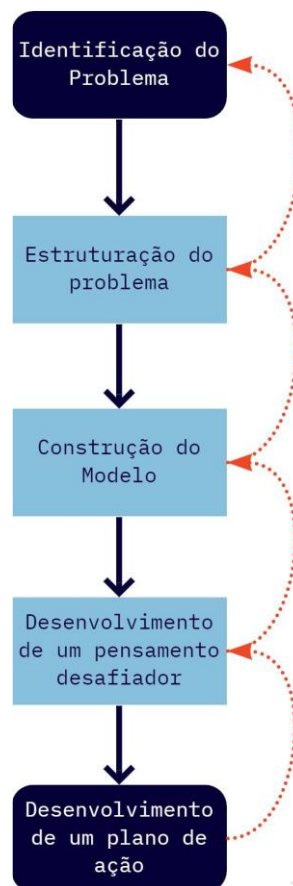 Identificação do
Problema
Estruturação do
problema
Construção do
Modelo
Desenvolvimento
de um pensamento
desafiador
Desenvolvimento
de um plano de
ação